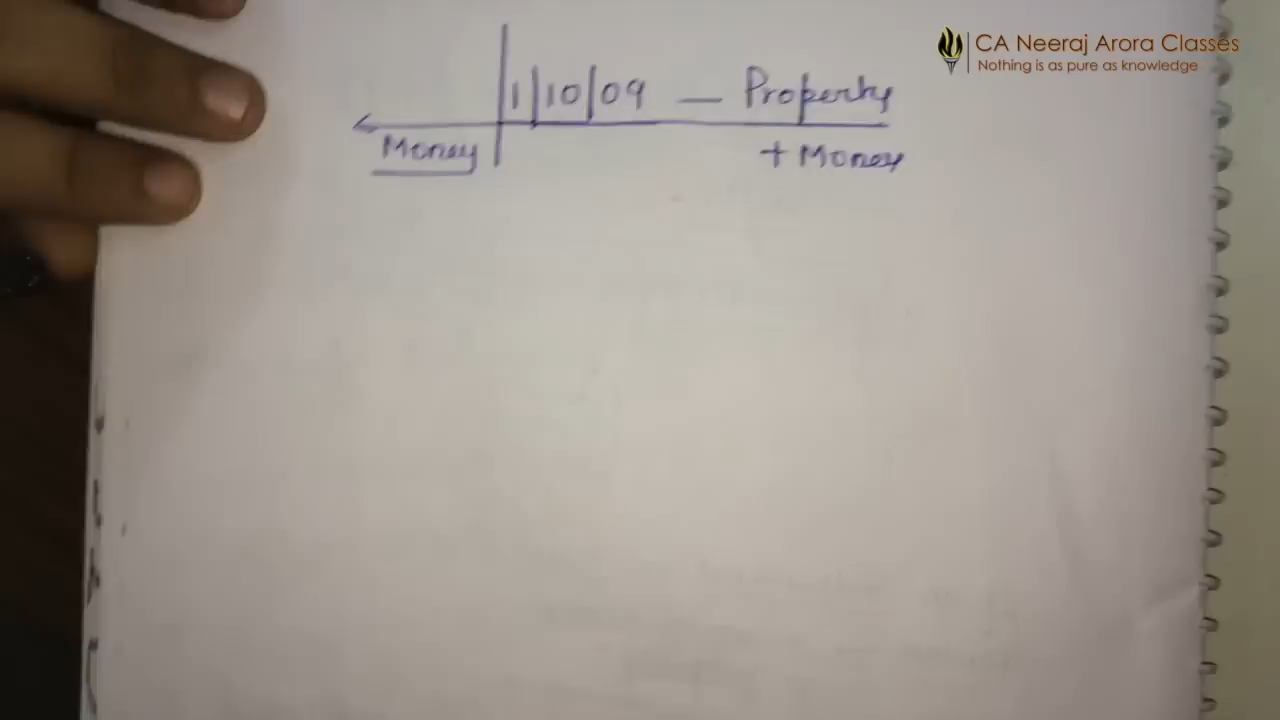 CA Neeraj Arora Classes
Nothing is as pure as knowledge
1/10/09 — Property
Money
+ Money